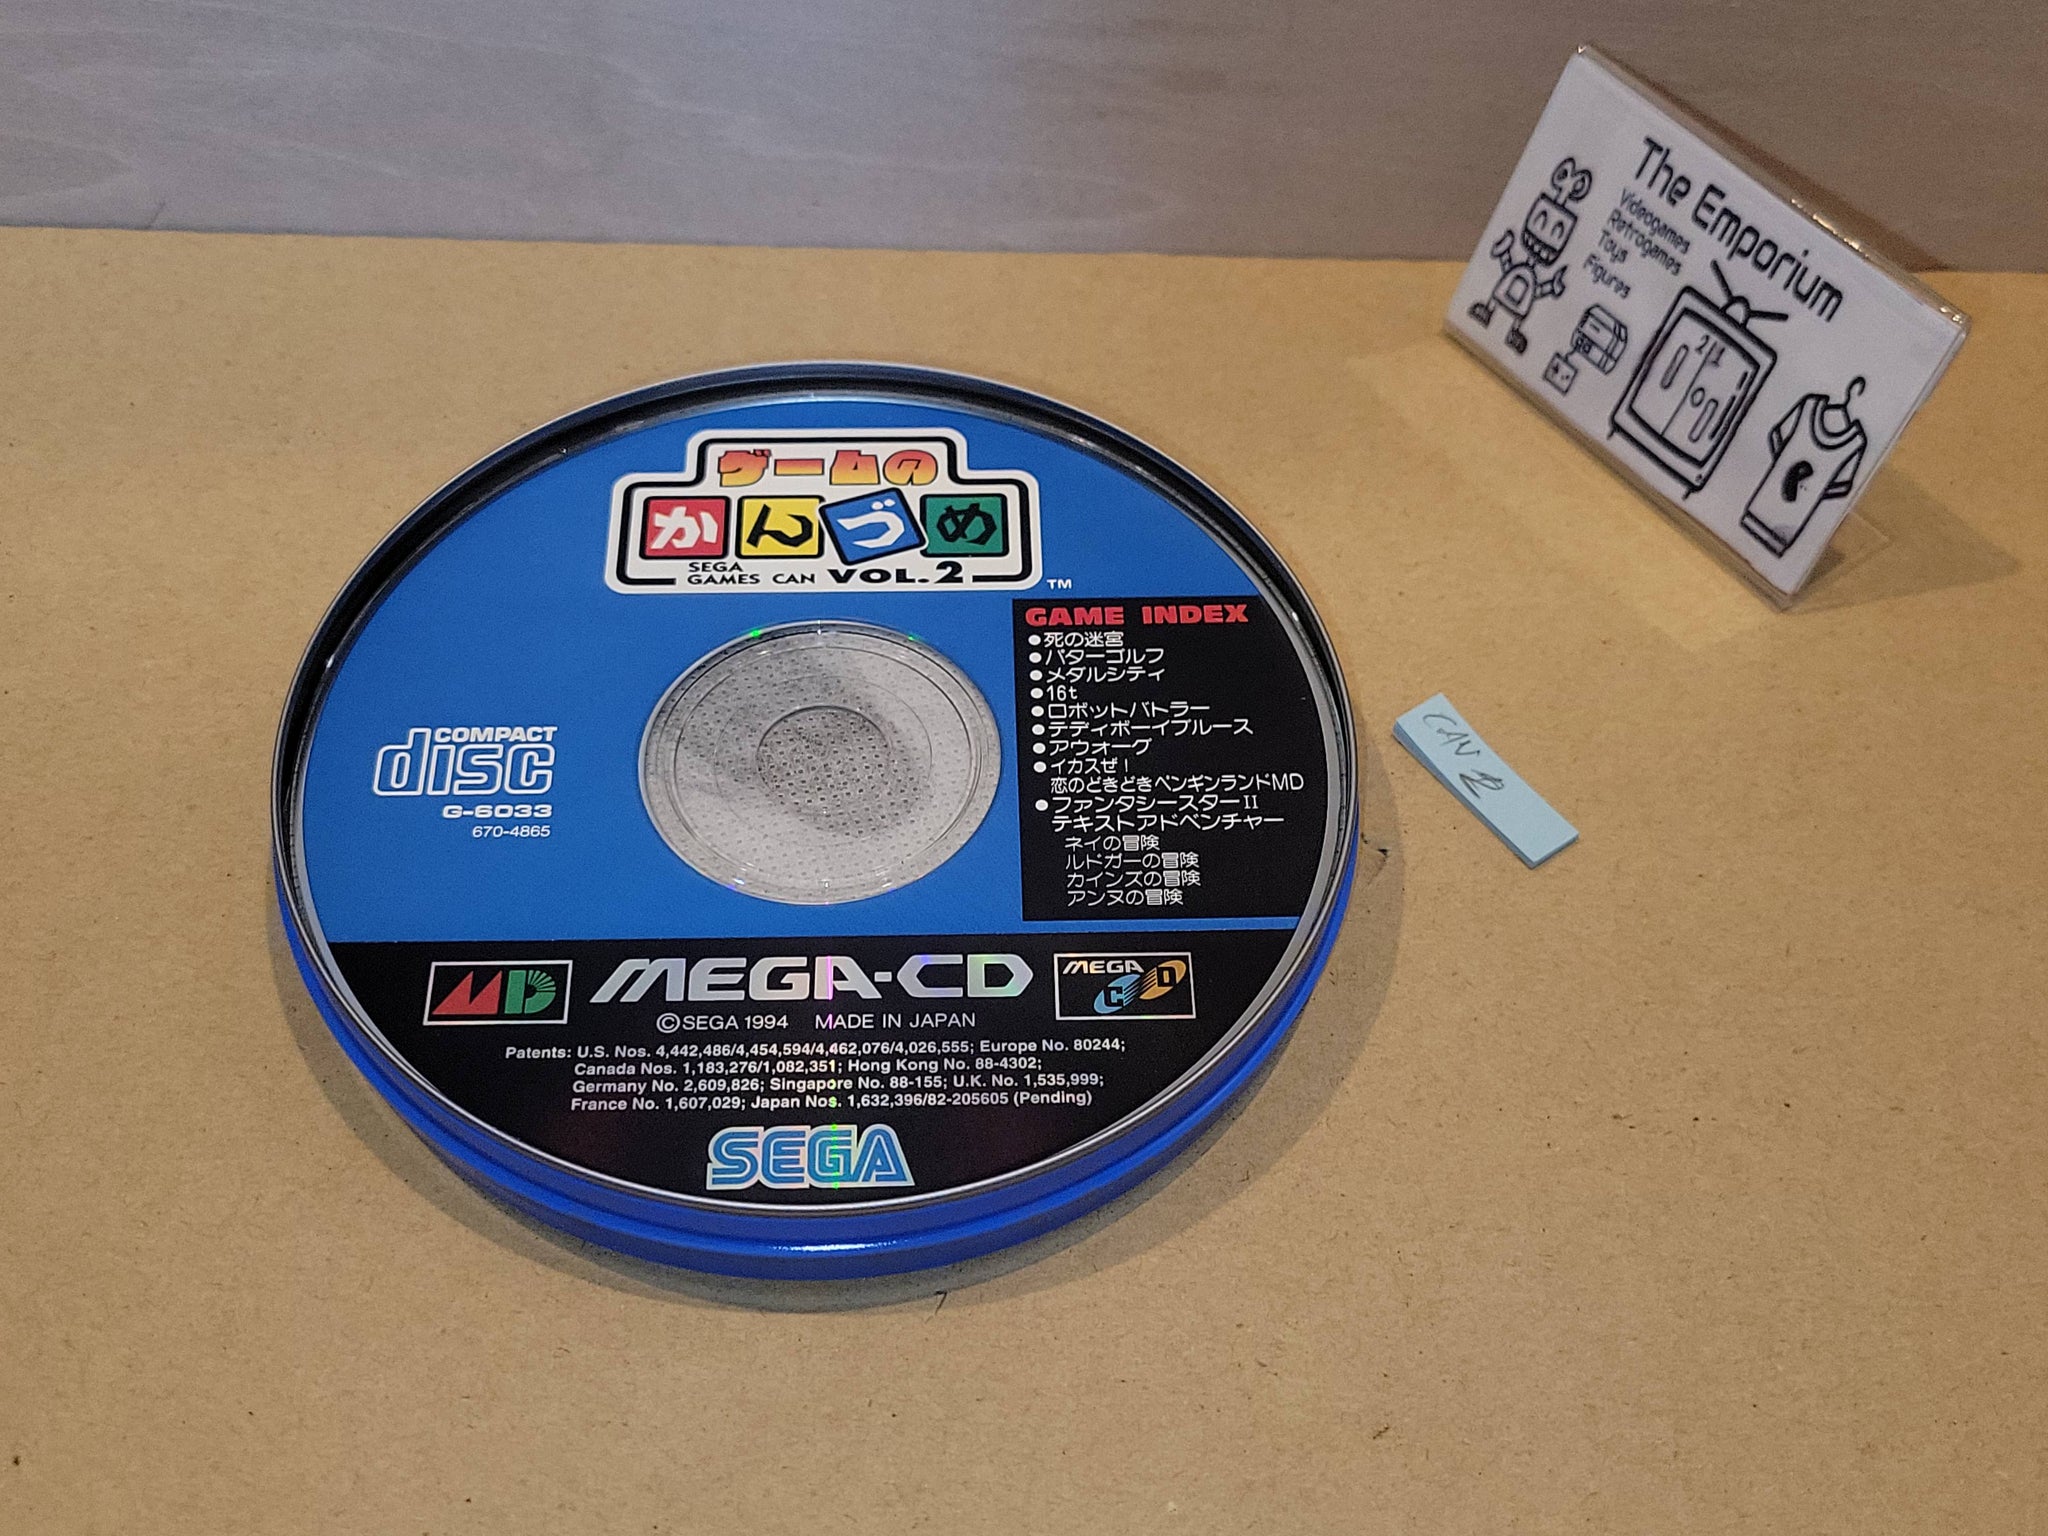 ゲームの
かんづめ
SEGA
GAMES CAN VOL.2
TM
GAME INDEX
●死の迷宮
●パターゴルフ
●メダルシティ
●16t
●ロボットバトラー
●テディボーイブルース
●アウォーグ
●イカスぜ!
恋のどきどきペンギンランドMD
●ファンタシースターII
テキストアドベンチャー
ネイの冒険
ルドガーの冒険
カインズの冒険
アンヌの冒険
COMPACT
disc
G-6033
670-4865
MD
MEGA-CD
MEGA
CD
©SEGA 1994 MADE IN JAPAN
Patents: U.S. Nos. 4,442,486/4,454,594/4,462,076/4,026,555; Europe No. 80244;
Canada Nos. 1,183,276/1,082,351; Hong Kong No. 88-4302;
Germany No. 2,609,826; Singapore No. 88-155; U.K. No. 1,535,999;
France No. 1,607,029; Japan Nos. 1,632,396/82-205605 (Pending)
SEGA
The Emporium
Videogames
Retrogames
Toys
Figures
CAN 2